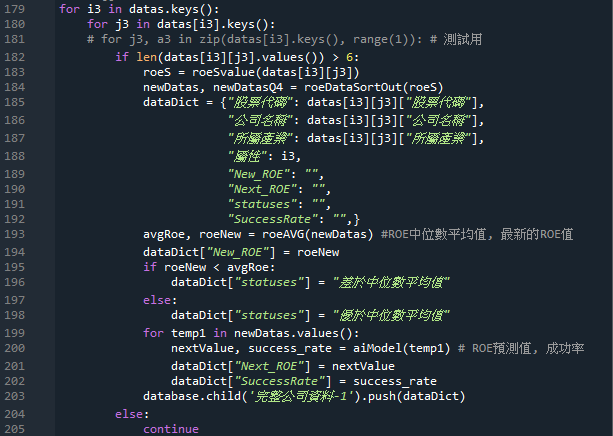 179 for i3 in datas.keys():
180 for j3 in datas[i3].keys():
181 # for j3, a3 in zip(datas[i3].keys(), range(1)): # 測試用
182 if len(datas[i3][j3].values()) > 6:
183 roeS = roeSvalue(datas[i3][j3])
184 newDatas, newDatasQ4 = roeDataSortOut(roeS)
185 dataDict = {"股票代碼": datas[i3][j3]["股票代碼"],
186 "公司名稱": datas[i3][j3]["公司名稱"],
187 "所屬產業": datas[i3][j3]["所屬產業"],
188 "屬性": i3,
189 "New_ROE": "",
190 "Next_ROE": "",
191 "statuses": "",
192 "SuccessRate": "",}
193 avgRoe, roeNew = roeAVG(newDatas) #ROE中位數平均值, 最新的ROE值
194 dataDict["New_ROE"] = roeNew
195 if roeNew < avgRoe:
196 dataDict["statuses"] = "差於中位數平均值"
197 else:
198 dataDict["statuses"] = "優於中位數平均值"
199 for temp1 in newDatas.values():
200 nextValue, success_rate = aiModel(temp1) # ROE預測值, 成功率
201 dataDict["Next_ROE"] = nextValue
202 dataDict["SuccessRate"] = success_rate
203 database.child('完整公司資料-1').push(dataDict)
204 else:
205 continue